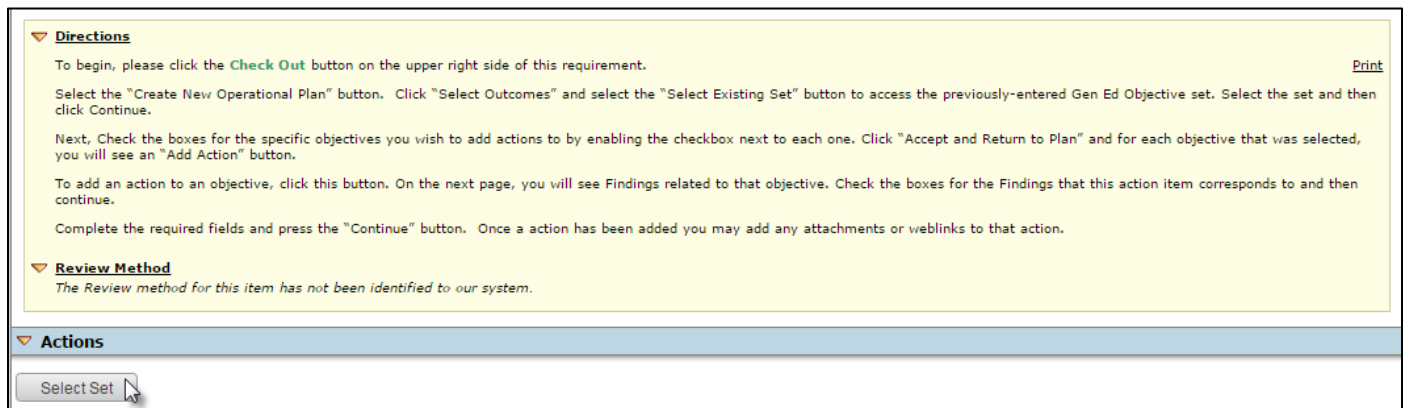 Directions
To begin, please click the Check Out button on the upper right side of this requirement.
Print
Select the "Create New Operational Plan" button.  Click "Select Outcomes" and select the "Select Existing Set" button to access the previously-entered Gen Ed Objective set. Select the set and then
click Continue.
Next, Check the boxes for the specific objectives you wish to add actions to by enabling the checkbox next to each one. Click "Accept and Return to Plan" and for each objective that was selected,
you will see an "Add Action" button.
To add an action to an objective, click this button. On the next page, you will see Findings related to that objective. Check the boxes for the Findings that this action item corresponds to and then
continue.
Complete the required fields and press the "Continue" button.  Once a action has been added you may add any attachments or weblinks to that action.
Review Method
The Review method for this item has not been identified to our system.
Actions
Select Set